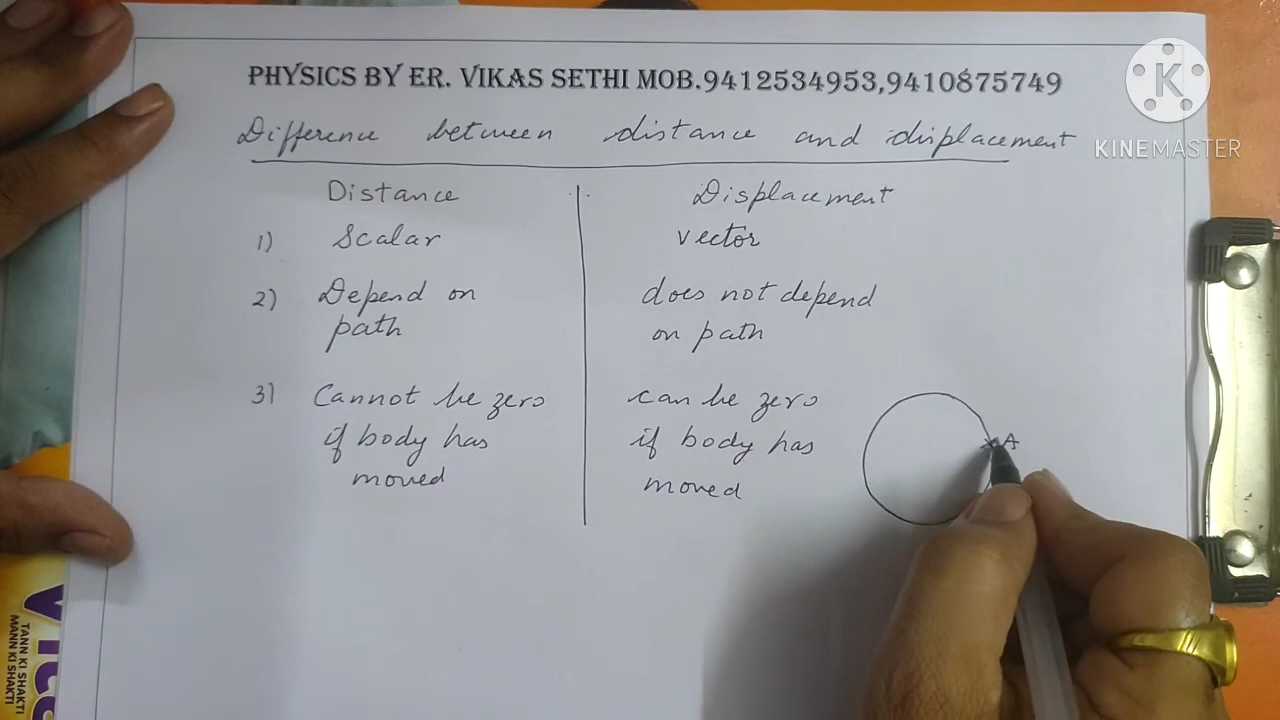 PHYSICS BY ER. VIKAS SETHI MOB.9412534953,9410875749
K
KINEMASTER
Difference between distance and displacement
Distance
Displacement
1) Scalar
vector
2) Depend on
path
does not depend
on path
3) Cannot be zero
if body has
moved
can be zero
if body has
moved
A
TANN KI SHAKTI
MANN KI SHAKTI